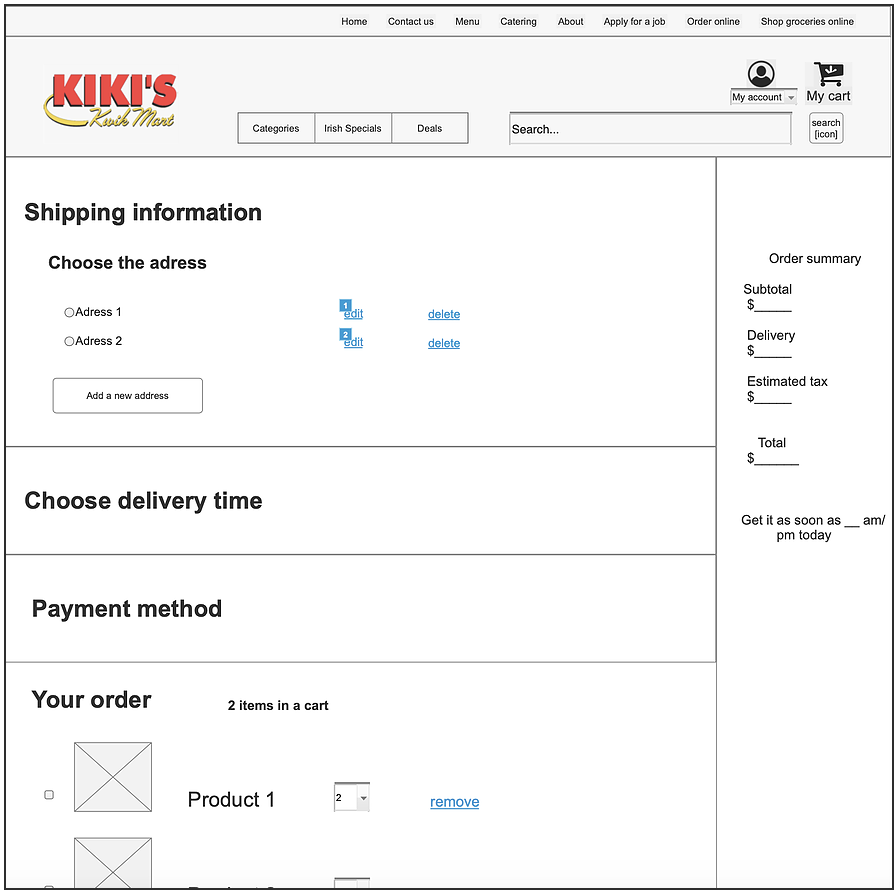 Home Contact us Menu Catering About Apply for a job Order online Shop groceries online
KIKI'S
Kwik Mart
My account
My cart
Categories Irish Specials Deals
Search...
search
[icon]
Shipping information
Choose the adress
Adress 1 1 edit delete
Adress 2 2 edit delete
Add a new address
Choose delivery time
Payment method
Your order 2 items in a cart
Product 1 2 remove
Order summary
Subtotal
$_____
Delivery
$_____
Estimated tax
$_____
Total
$______
Get it as soon as __ am/
pm today